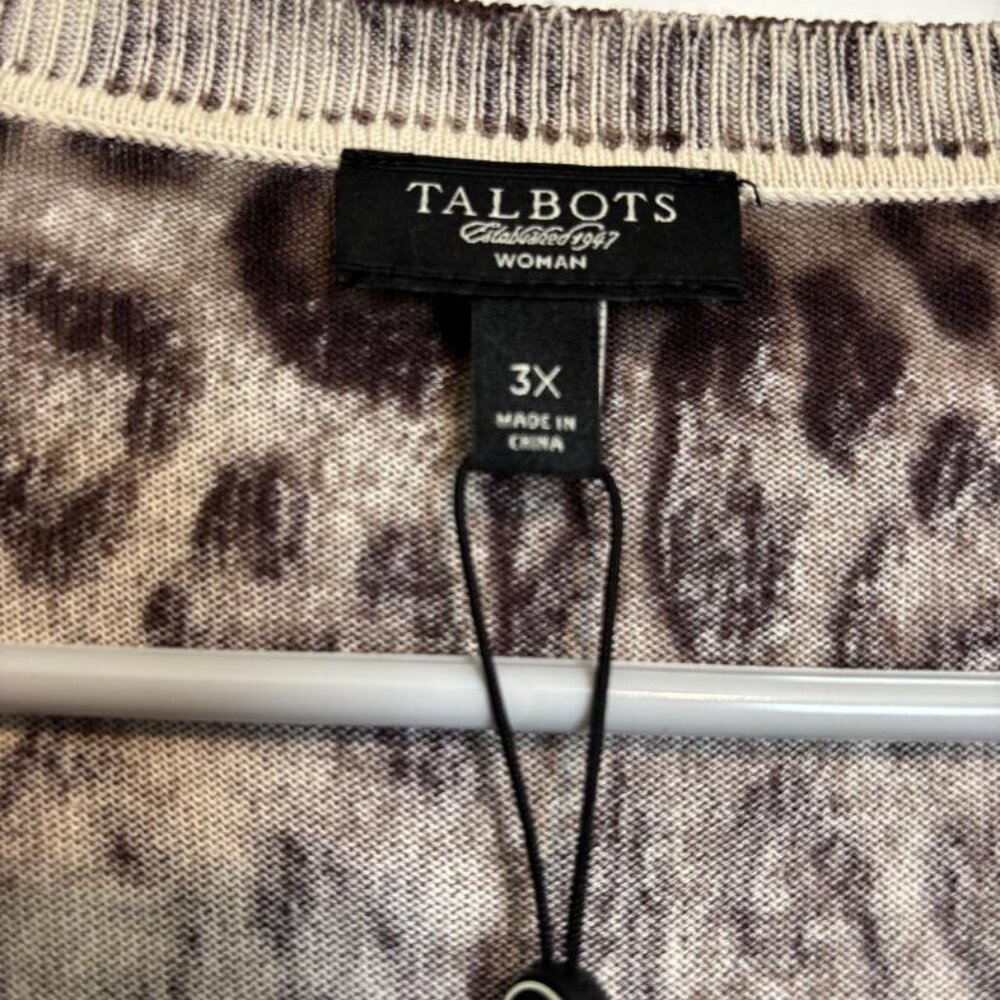 TALBOTS
Established 1947
WOMAN
3X
MADE IN
CHINA